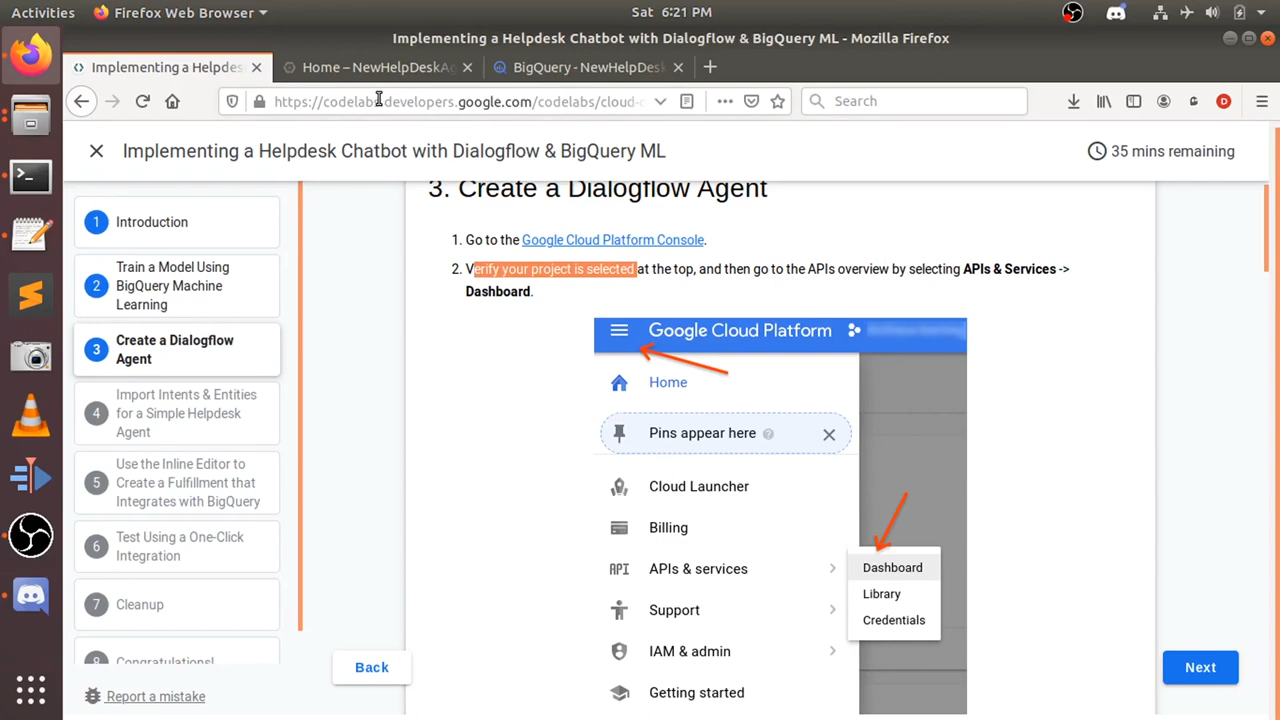 Activities
Firefox Web Browser
Sat 6:21 PM
Implementing a Helpdesk Chatbot with Dialogflow & BigQuery ML - Mozilla Firefox
Implementing a Helpdes
Home – NewHelpDeskAg
BigQuery - NewHelpDesk
https://codelabs.developers.google.com/codelabs/cloud-
Search
Implementing a Helpdesk Chatbot with Dialogflow & BigQuery ML
35 mins remaining
1 Introduction
2 Train a Model Using
BigQuery Machine
Learning
3 Create a Dialogflow
Agent
4 Import Intents & Entities
for a Simple Helpdesk
Agent
5 Use the Inline Editor to
Create a Fulfillment that
Integrates with BigQuery
6 Test Using a One-Click
Integration
7 Cleanup
8 Congratulations!
Report a mistake
3. Create a Dialogflow Agent
1. Go to the Google Cloud Platform Console.
2. Verify your project is selected at the top, and then go to the APIs overview by selecting APIs & Services ->
Dashboard.
Google Cloud Platform
Home
Pins appear here
Cloud Launcher
Billing
API APIs & services
Support
IAM & admin
Getting started
Dashboard
Library
Credentials
Back
Next